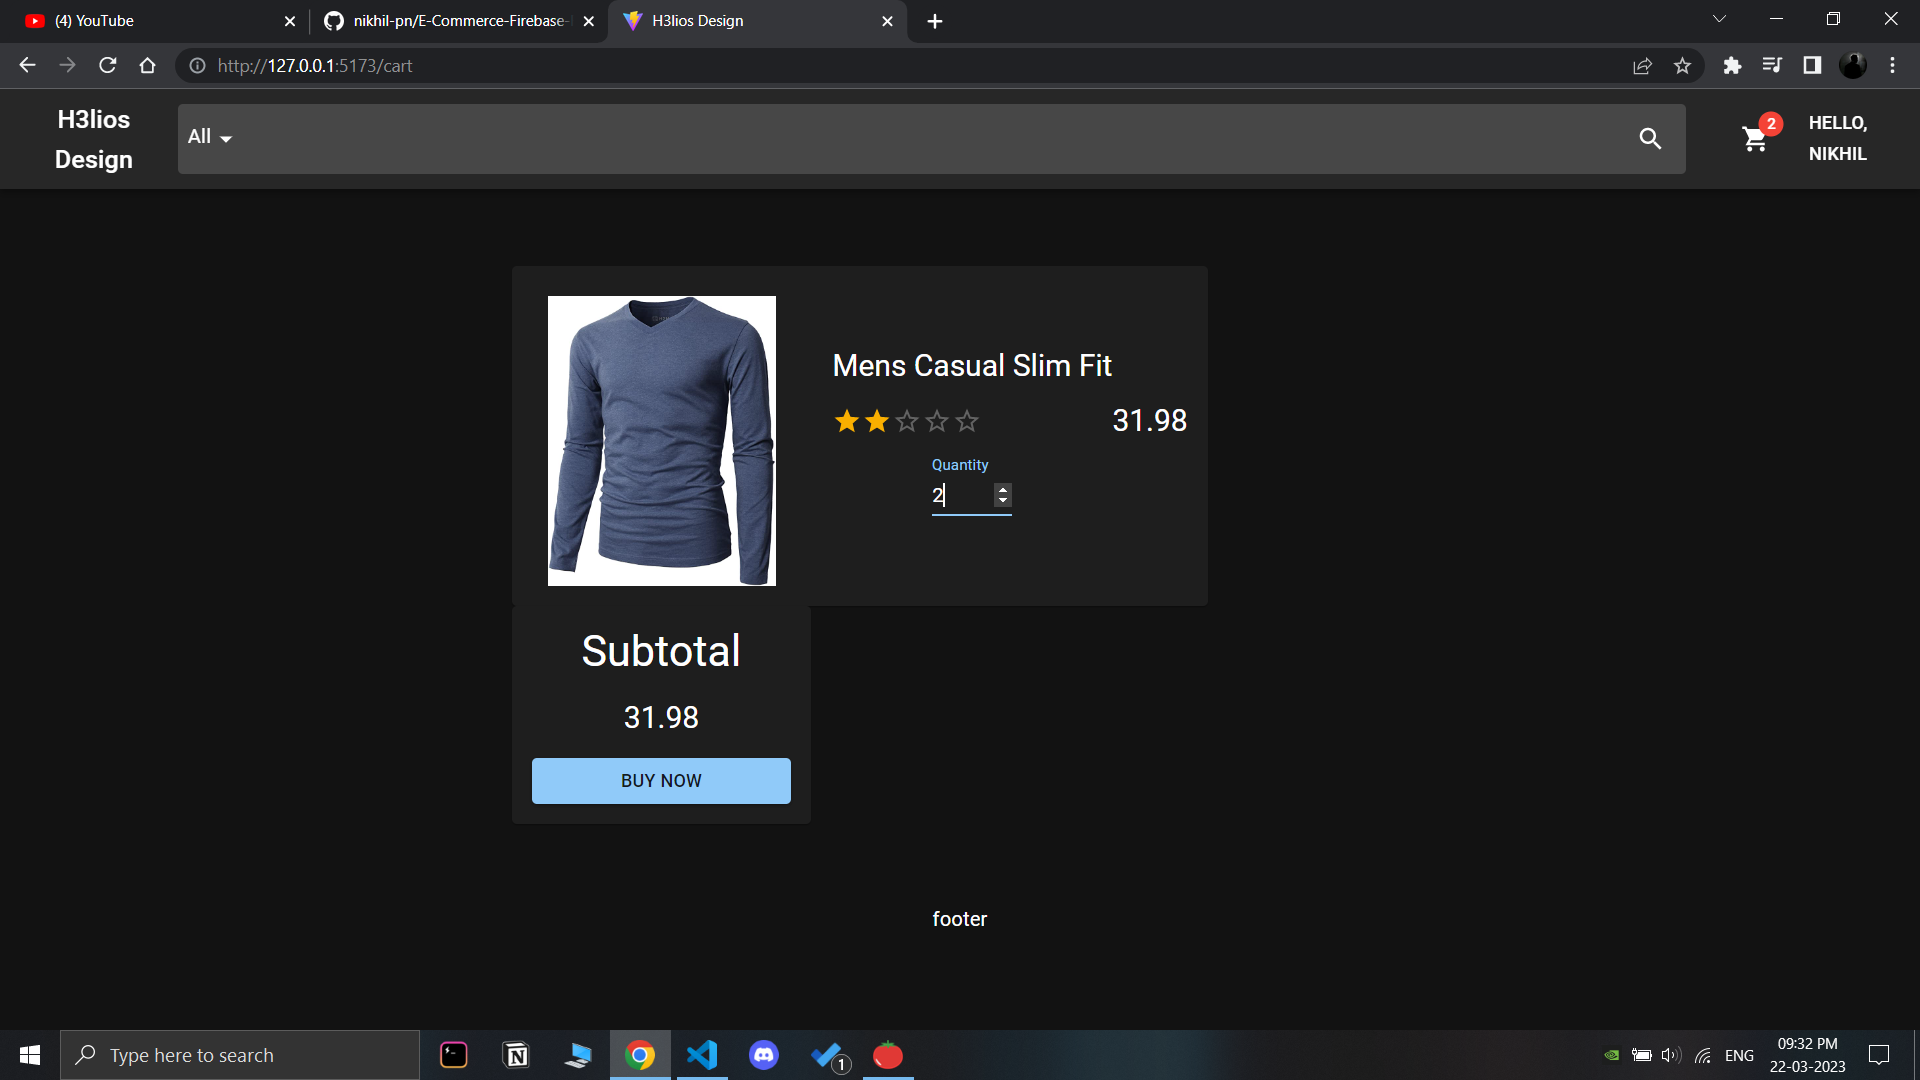 (4) YouTube
nikhil-pn/E-Commerce-Firebase-
H3lios Design
http://127.0.0.1:5173/cart
H3lios
Design
All
2
HELLO,
NIKHIL
Mens Casual Slim Fit
31.98
Quantity
2
Subtotal
31.98
BUY NOW
footer
Type here to search
1
ENG
09:32 PM
22-03-2023